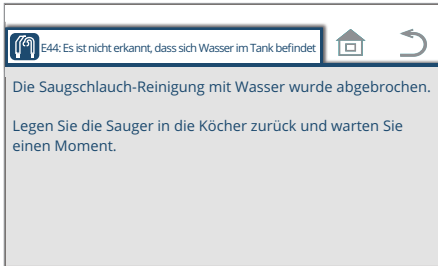 E44: Es ist nicht erkannt, dass sich Wasser im Tank befindet
Die Saugschlauch-Reinigung mit Wasser wurde abgebrochen.
Legen Sie die Sauger in die Köcher zurück und warten Sie
einen Moment.